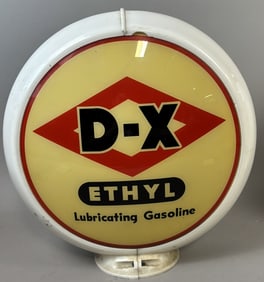 D-X
ETHYL
Lubricating Gasoline